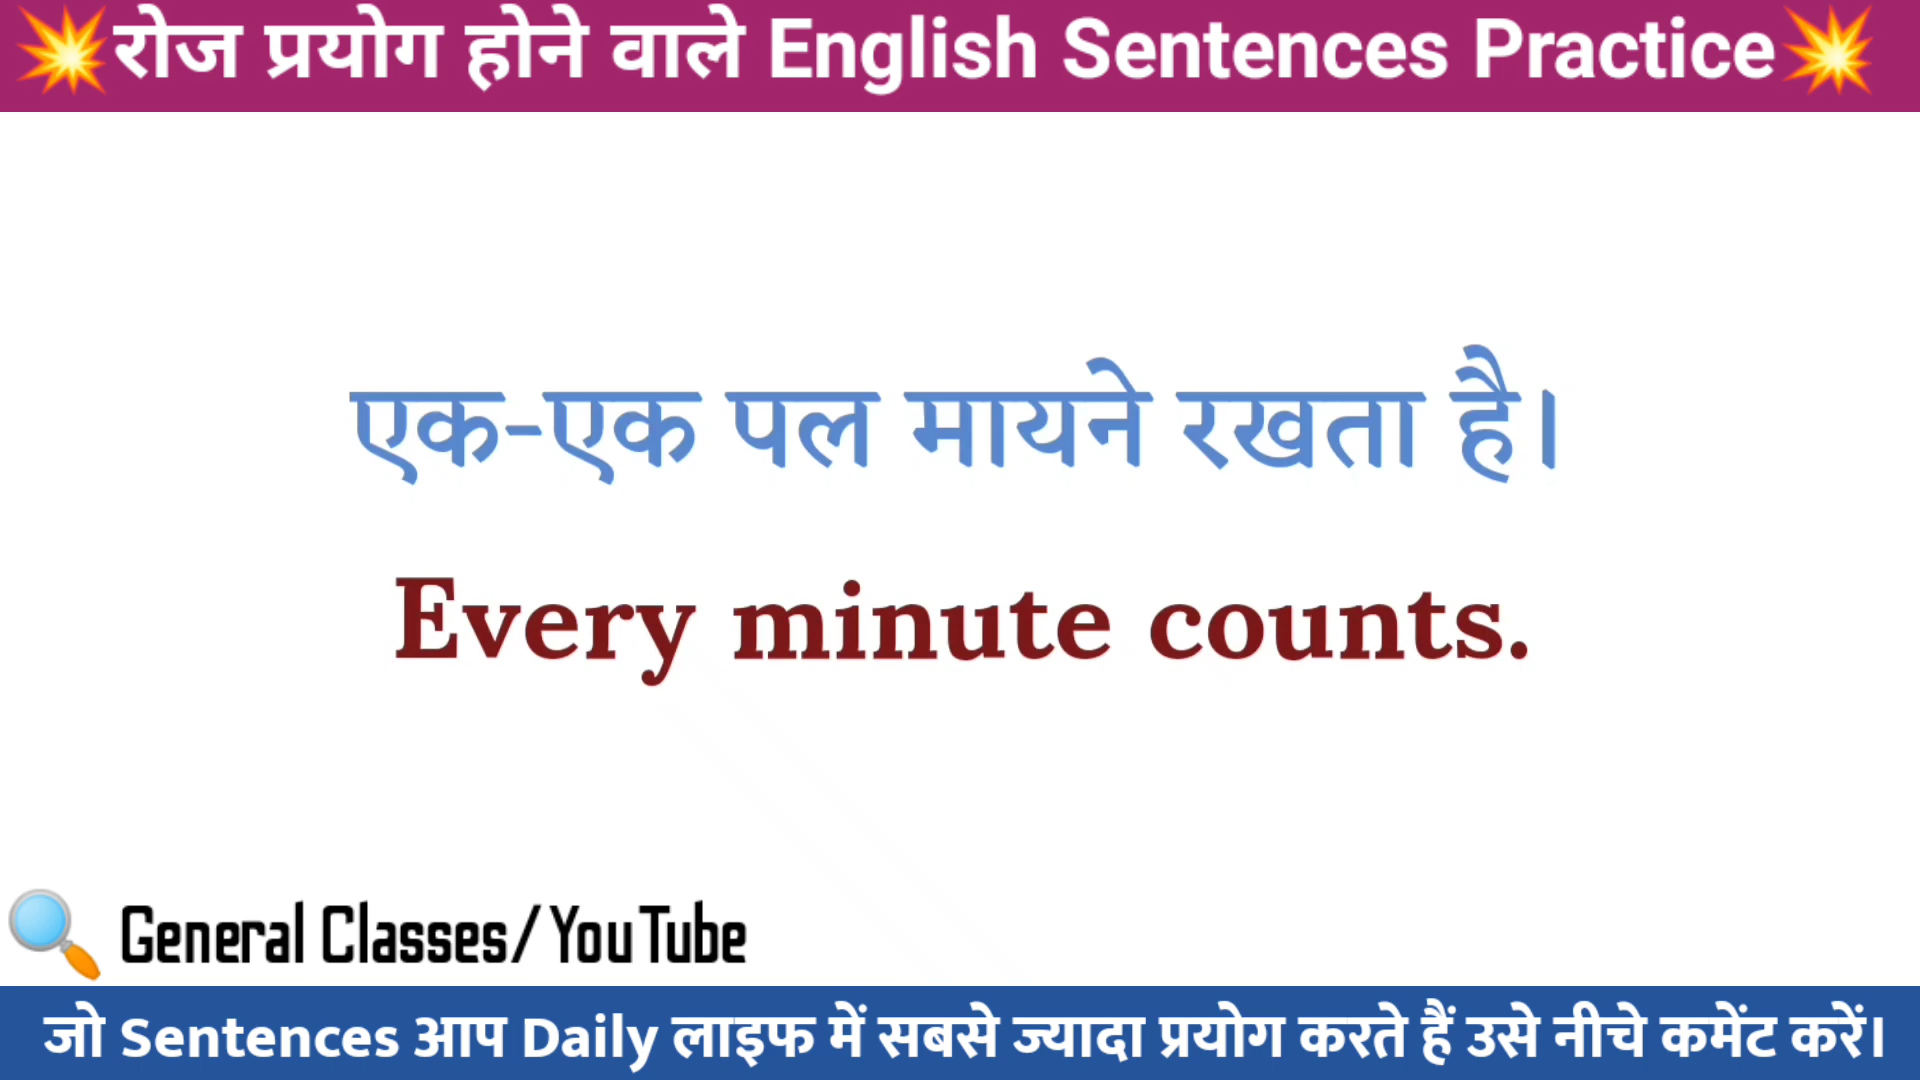 💥रोज प्रयोग होने वाले English Sentences Practice💥
एक-एक पल मायने रखता है।
Every minute counts.
🔍 General Classes/YouTube
जो Sentences आप Daily लाइफ में सबसे ज्यादा प्रयोग करते हैं उसे नीचे कमेंट करें।